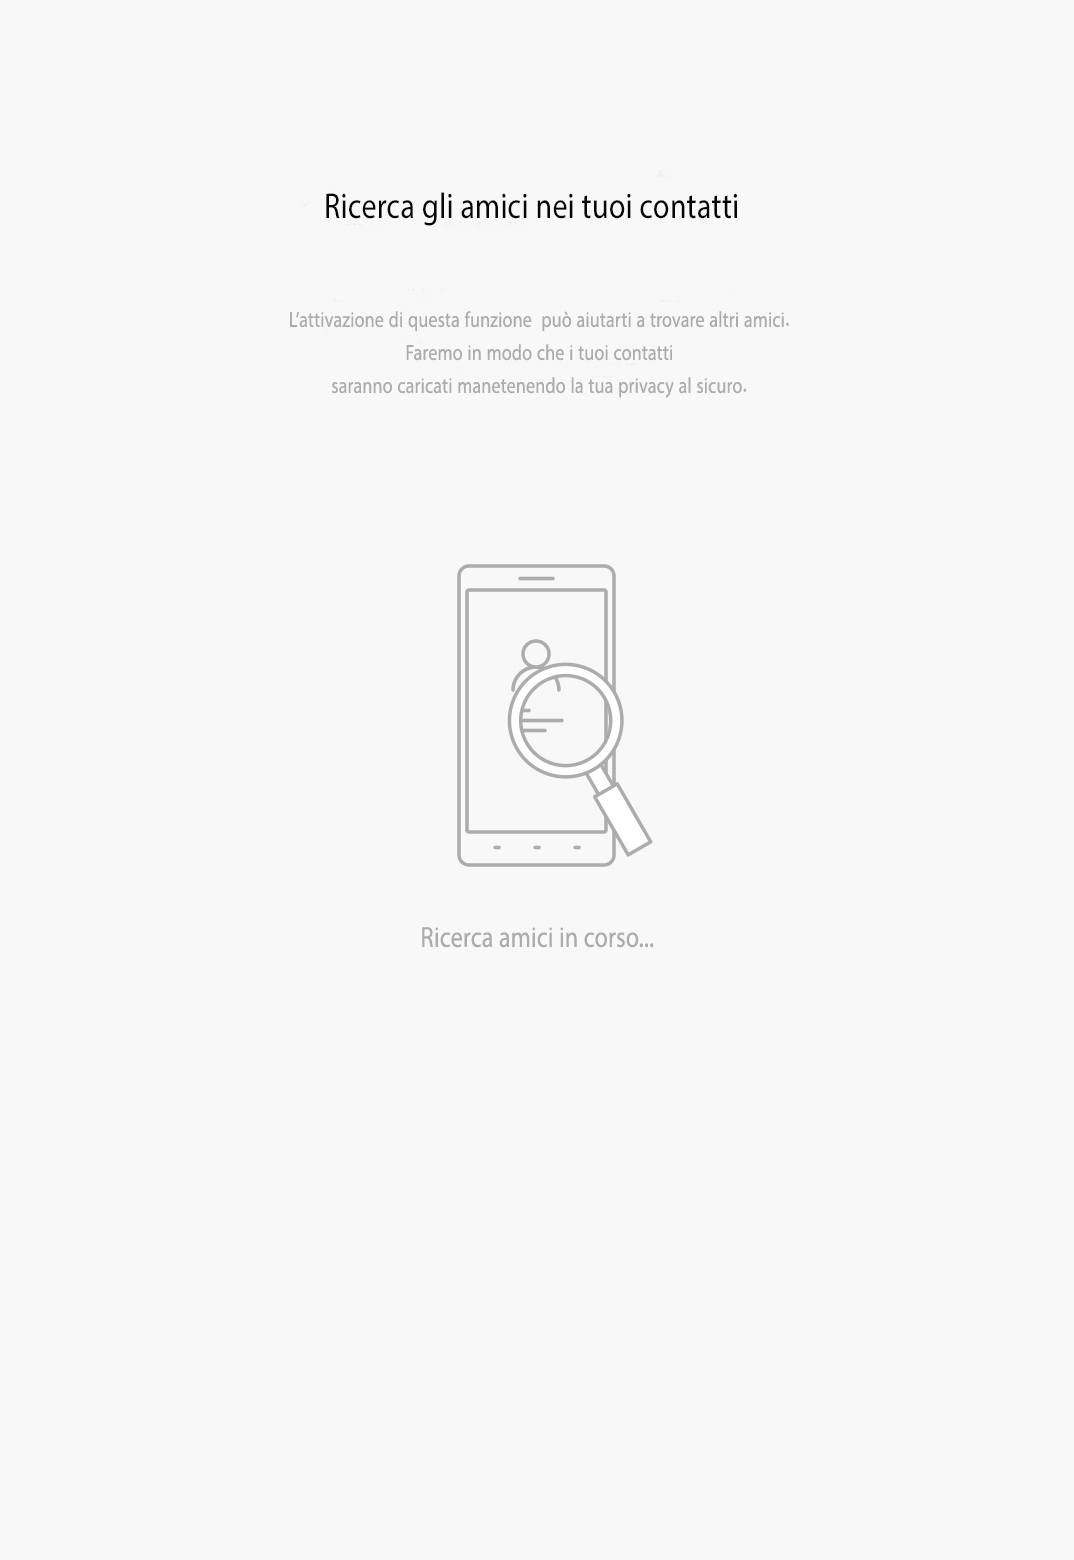 Ricerca gli amici nei tuoi contatti
L'attivazione di questa funzione può aiutarti a trovare altri amici.
Faremo in modo che i tuoi contatti
saranno caricati manetenendo la tua privacy al sicuro.
Ricerca amici in corso...